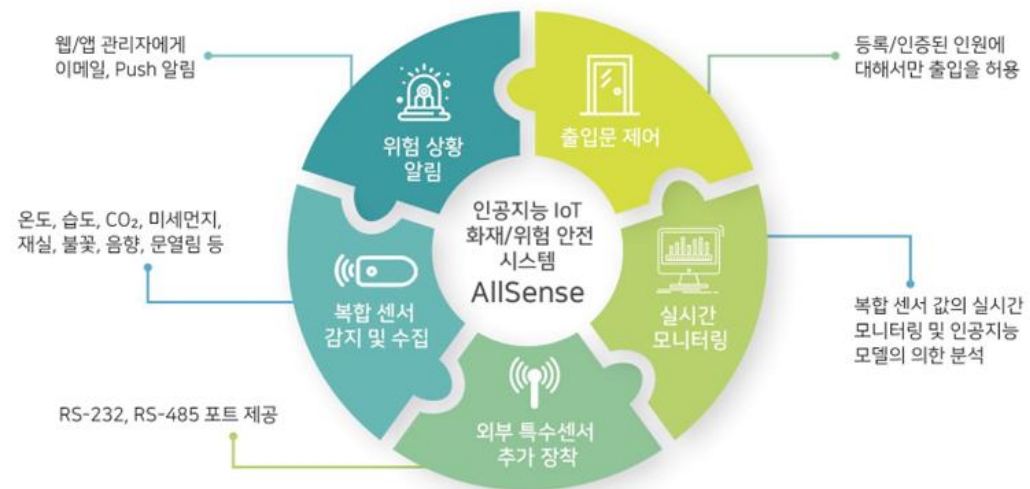 웹/앱 관리자에게
이메일, Push 알림
등록/인증된 인원에
대해서만 출입을 허용
위험 상황
알림
출입문 제어
온도, 습도, CO₂, 미세먼지,
재실, 불꽃, 음향, 문열림 등
인공지능 IoT
화재/위험 안전
시스템
AllSense
복합 센서
감지 및 수집
실시간
모니터링
복합 센서 값의 실시간
모니터링 및 인공지능
모델의 의한 분석
RS-232, RS-485 포트 제공
외부 특수센서
추가 장착